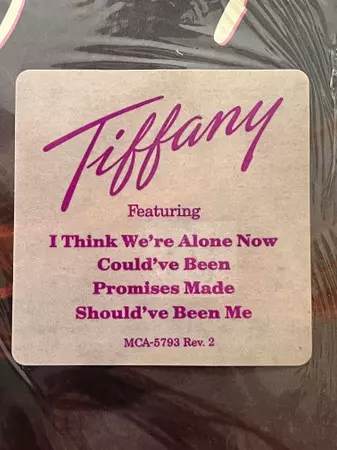 Tiffany
Featuring
I Think We're Alone Now
Could've Been
Promises Made
Should've Been Me
MCA-5793 Rev. 2